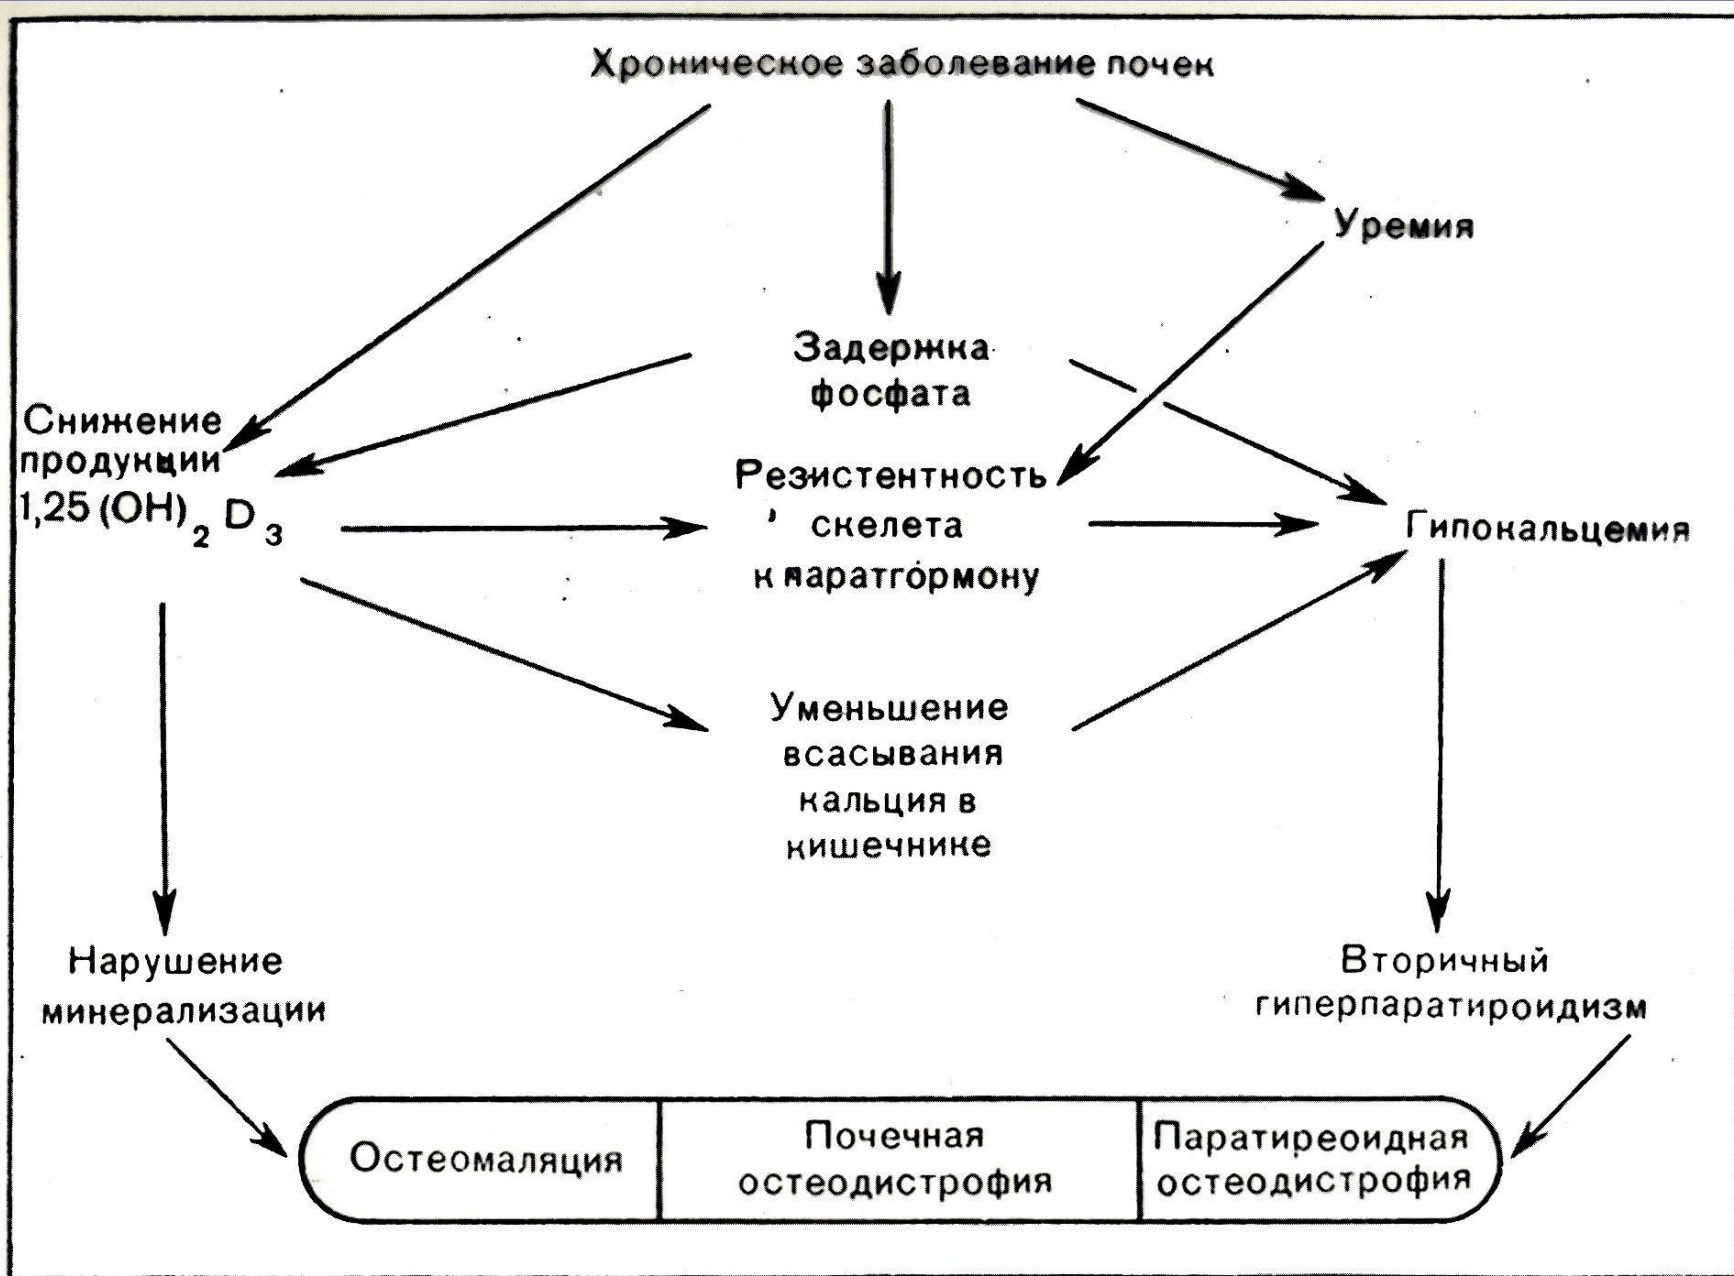 Хроническое заболевание почек
Уремия
Задержка
фосфата
Снижение
продукции
1,25 (OH)₂ D₃
Резистентность
скелета
к паратгормону
Гипокальцемия
Уменьшение
всасывания
кальция в
кишечнике
Нарушение
минерализации
Вторичный
гиперпаратироидизм
Остеомаляция
Почечная
остеодистрофия
Паратиреоидная
остеодистрофия